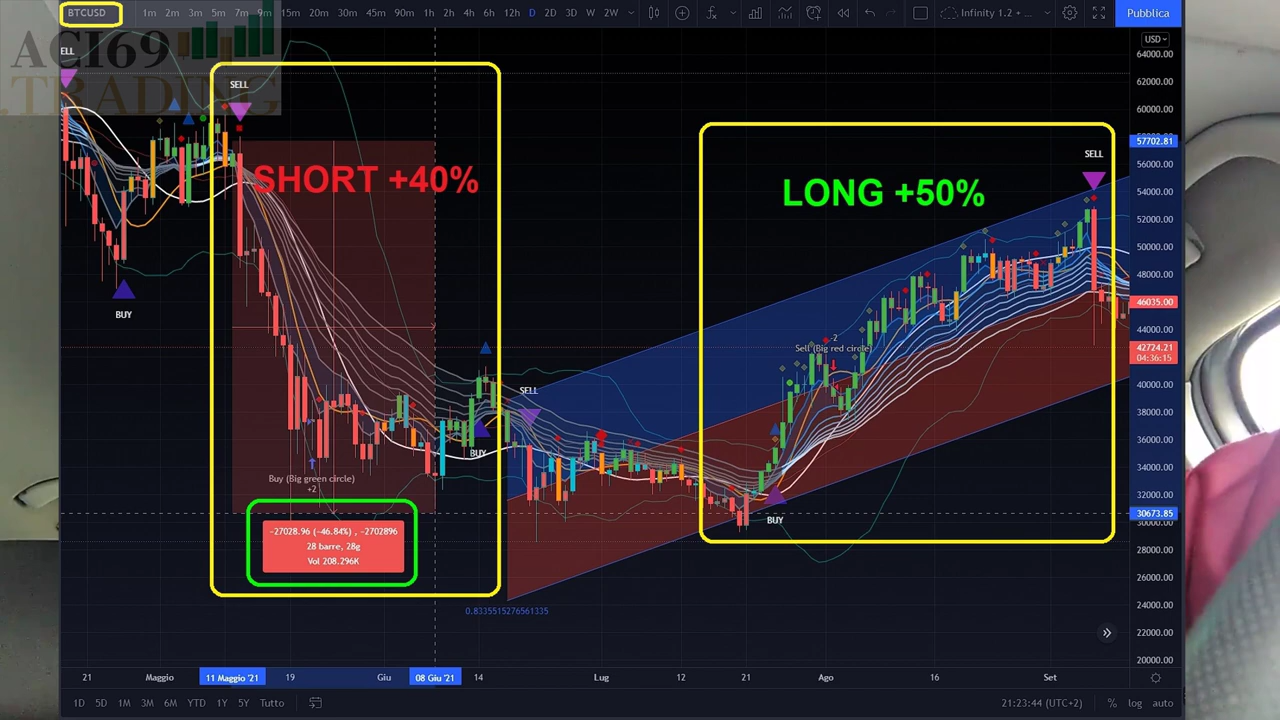 BTCUSD 1m 2m 3m 5m 7m 9m 15m 20m 30m 45m 90m 1h 2h 4h 6h 12h D 2D 3D W 2W Infinity 1.2 + ... Pubblica
ACI69
.TRADING
USD
ELL
SELL
SHORT +40%
BUY
Buy (Big green circle)
+2
-27028.96 (-46.84%) , -2702896
28 barre, 28g
Vol 208.296K
SELL
BUY
0.8335515276561335
LONG +50%
SELL
-2
Sell (Big red circle)
BUY
64000.00
62000.00
60000.00
57702.81
56000.00
54000.00
52000.00
50000.00
48000.00
46035.00
44000.00
42724.21
04:36:15
40000.00
38000.00
36000.00
34000.00
32000.00
30673.85
30000.00
28000.00
26000.00
24000.00
22000.00
20000.00
21 Maggio 11 Maggio '21 19 Giu 08 Giu '21 14 Lug 12 21 Ago 16 Set
1D 5D 1M 3M 6M YTD 1Y 5Y Tutto 21:23:44 (UTC+2) % log auto